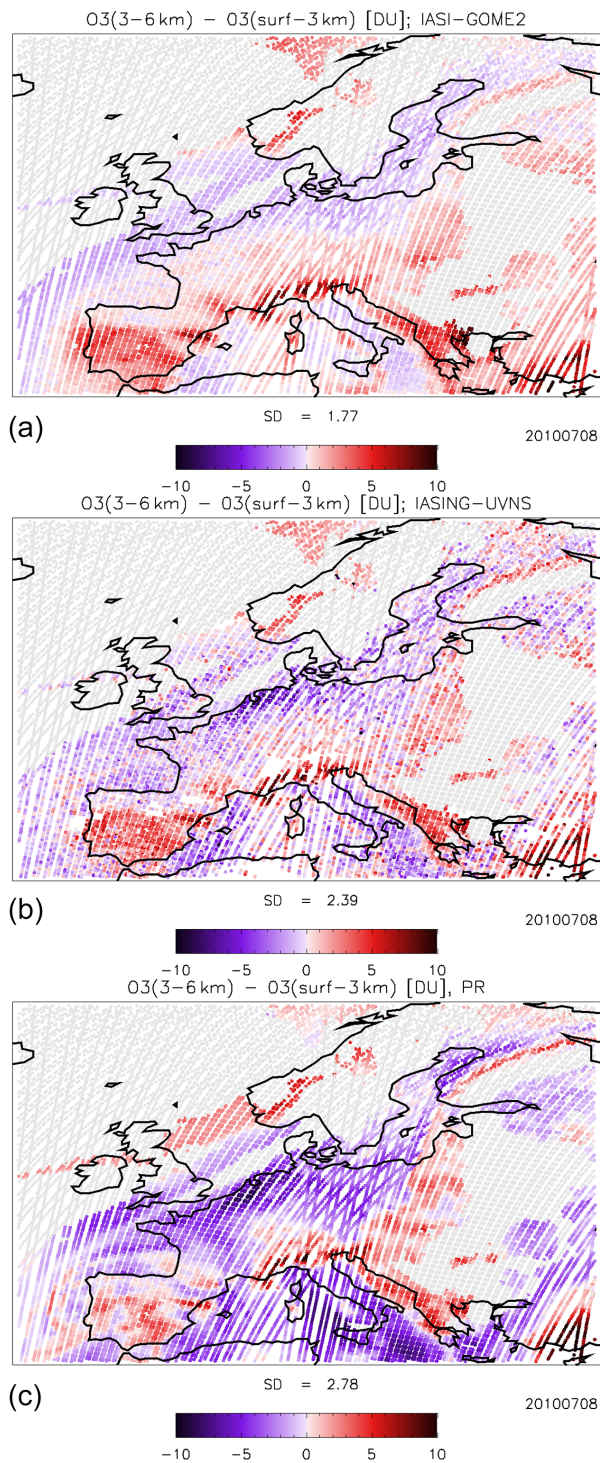 O3(3-6 km) - O3(surf-3 km) [DU]; IASI-GOME2
SD = 1.77
(a)
20100708
-10 -5 0 5 10
O3(3-6 km) - O3(surf-3 km) [DU]; IASING-UVNS
SD = 2.39
(b)
20100708
-10 -5 0 5 10
O3(3-6 km) - O3(surf-3 km) [DU], PR
SD = 2.78
(c)
20100708
-10 -5 0 5 10